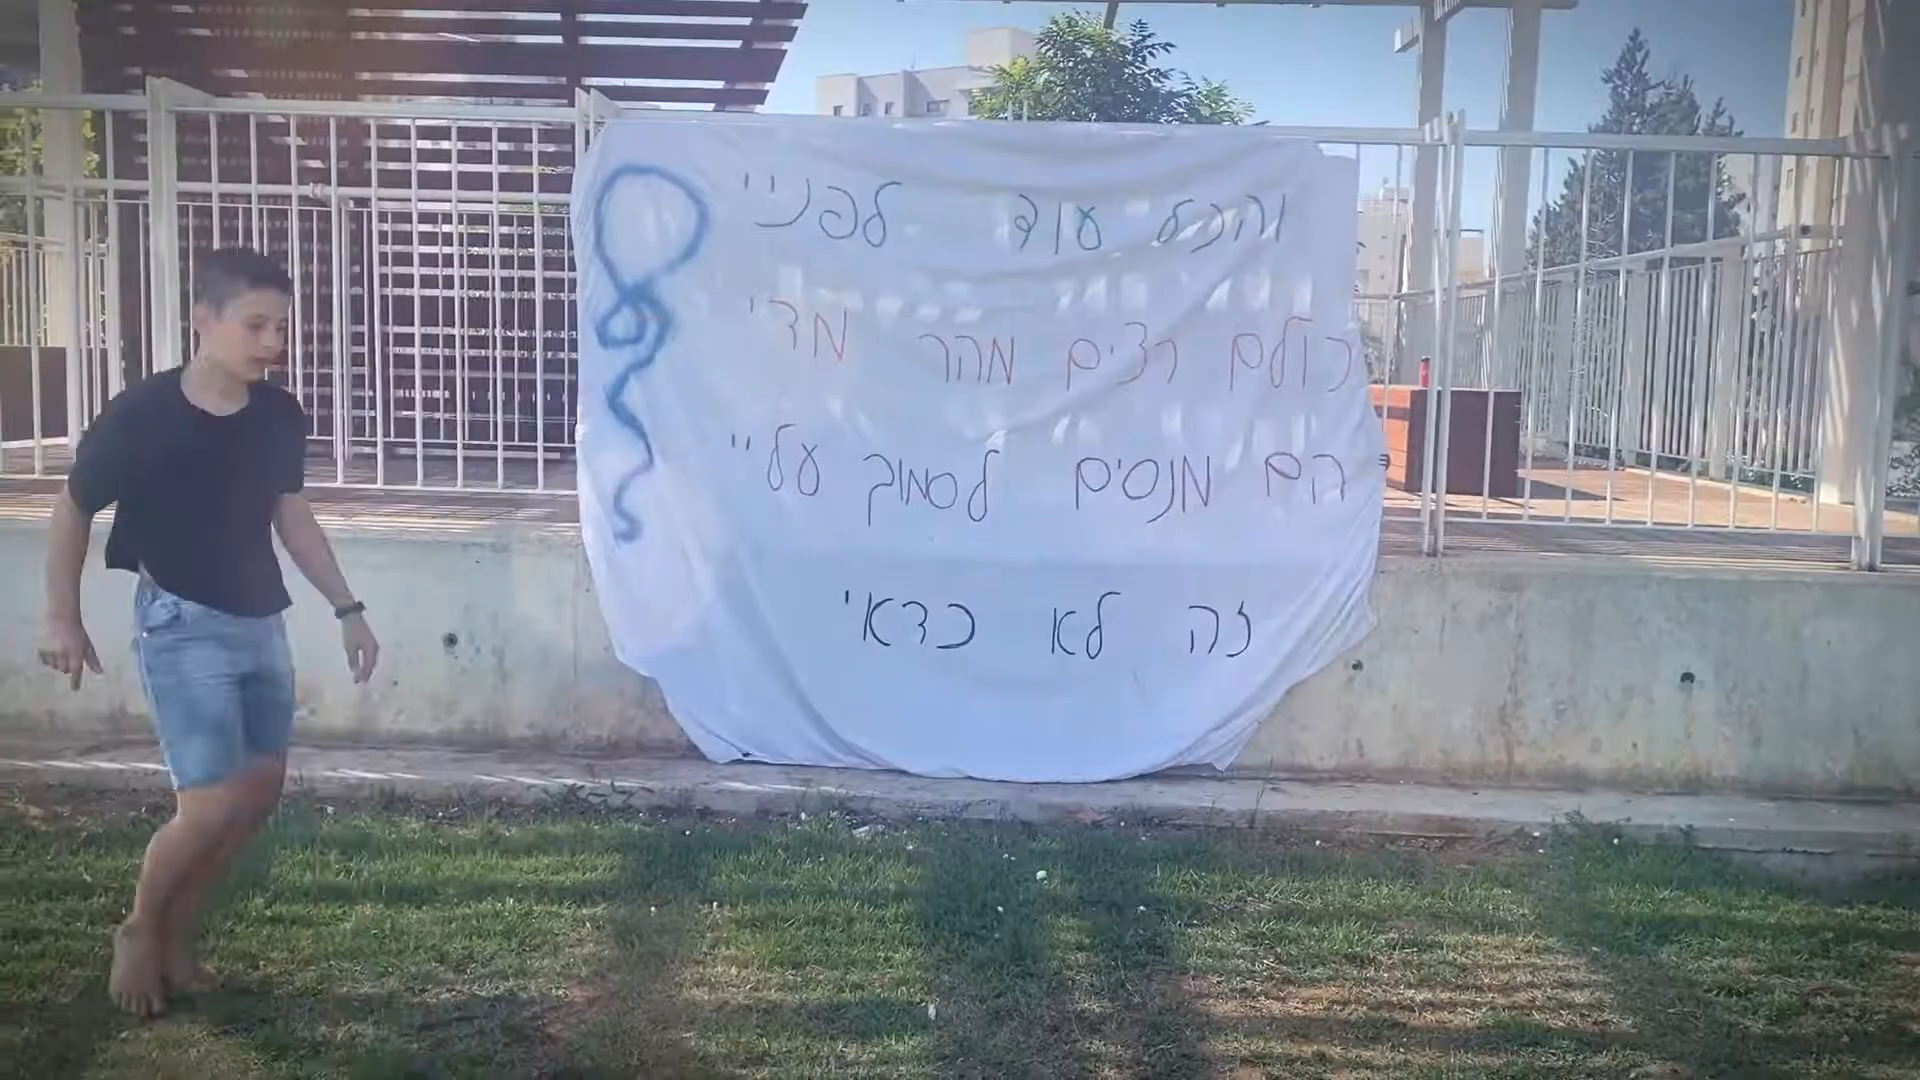 והכל עוד לפניי
כולם רצים מהר מדי
הם מנסים לסמוך עליי
זה לא כדאי